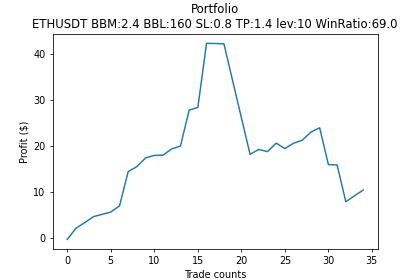 Portfolio
ETHUSDT BBM:2.4 BBL:160 SL:0.8 TP:1.4 lev:10 WinRatio:69.0
40
30
20
10
0
Profit ($)
0 5 10 15 20 25 30 35
Trade counts